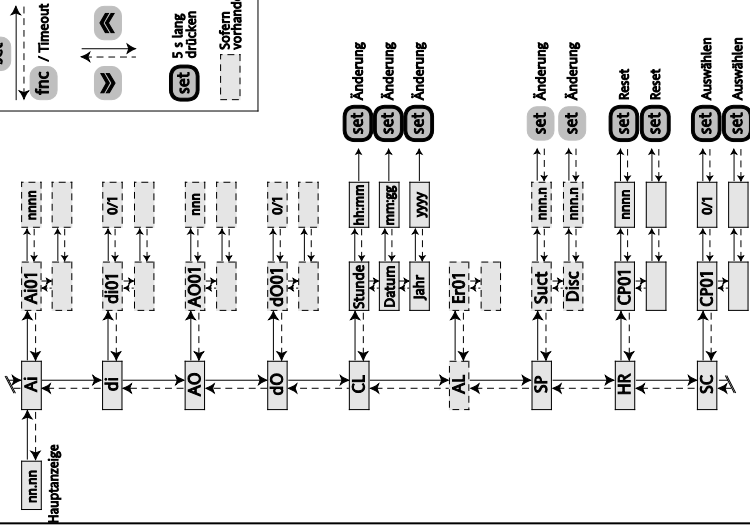 set
fnc / Timeout
set 5 s lang
drücken
Sofern
nn.nn
Hauptanzeige
Ai Ai01 nnnn
di di01 0/1
AO AO01 nnn
dO dO01 0/1
CL Stunde hh:mm set Änderung
Datum mm:gg set Änderung
Jahr yyyy set Änderung
AL Er01
SP Suct nnn.n set Änderung
Disc nnn.n set Änderung
HR CP01 nnnn set Reset
set Reset
SC CP01 0/1 set Auswählen
set Auswählen